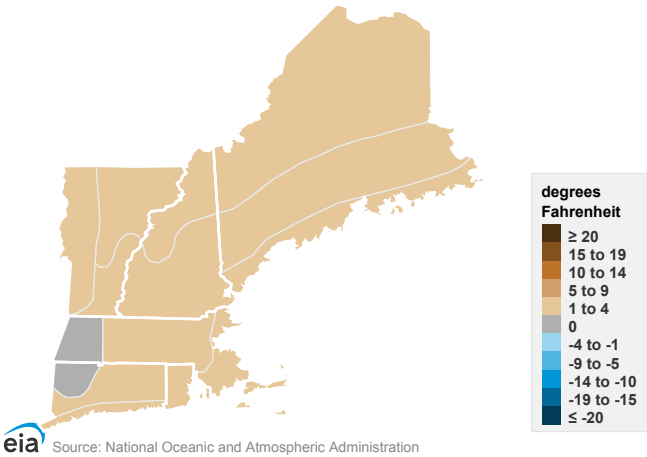 degrees
Fahrenheit
≥ 20
15 to 19
10 to 14
5 to 9
1 to 4
0
-4 to -1
-9 to -5
-14 to -10
-19 to -15
≤ -20
eia Source: National Oceanic and Atmospheric Administration